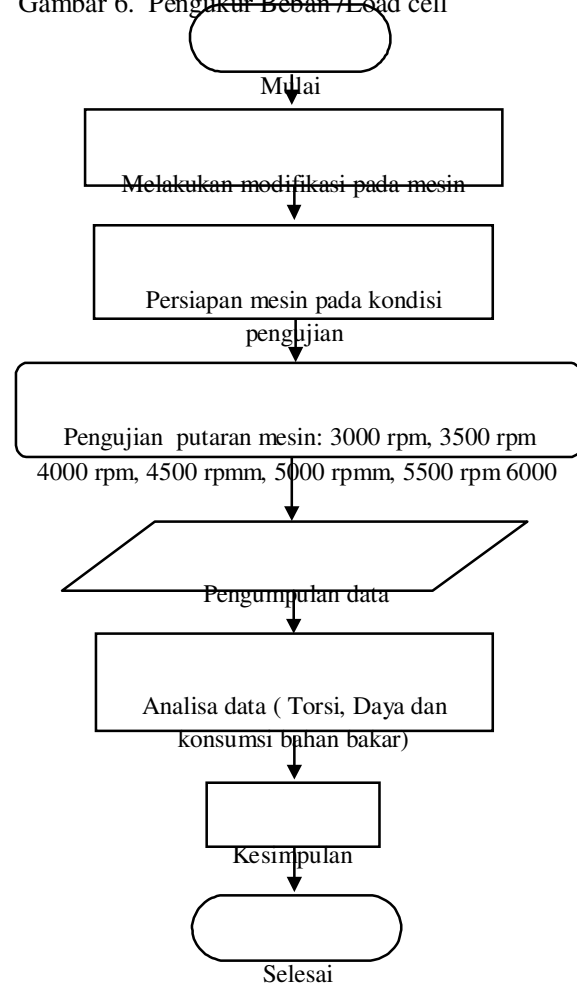 Gambar 6. Pengukur Beban /Load cell
Mulai
Melakukan modifikasi pada mesin
Persiapan mesin pada kondisi
pengujian
Pengujian putaran mesin: 3000 rpm, 3500 rpm
4000 rpm, 4500 rpmm, 5000 rpmm, 5500 rpm 6000
Pengumpulan data
Analisa data ( Torsi, Daya dan
konsumsi bahan bakar)
Kesimpulan
Selesai